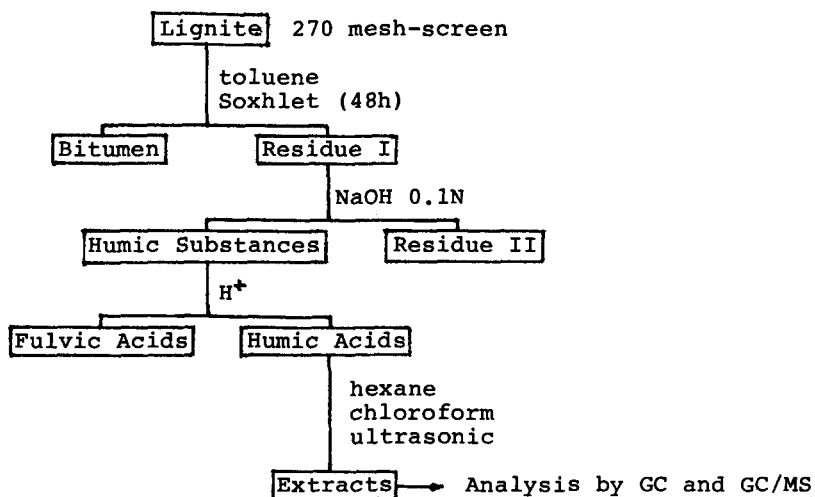 Lignite 270 mesh-screen
toluene
Soxhlet (48h)
Bitumen Residue I
NaOH 0.1N
Humic Substances Residue II
H+
Fulvic Acids Humic Acids
hexane
chloroform
ultrasonic
Extracts Analysis by GC and GC/MS